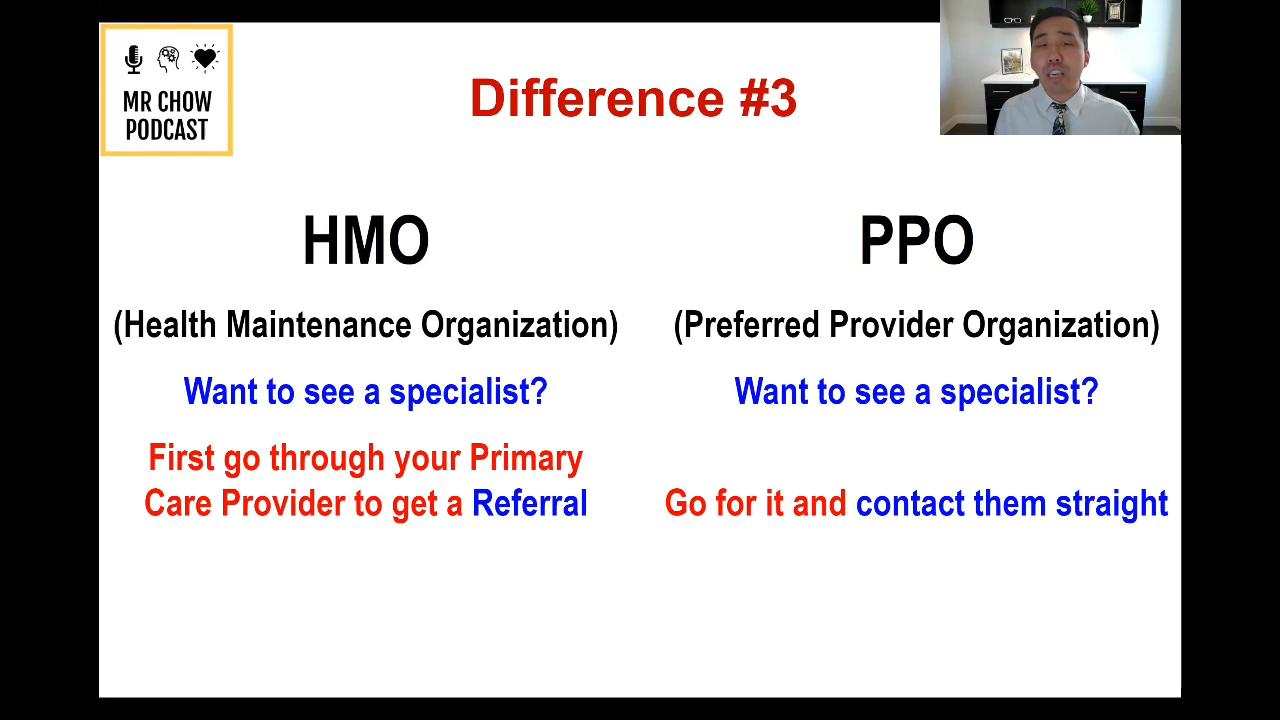 MR CHOW
PODCAST
Difference #3
HMO
(Health Maintenance Organization)
Want to see a specialist?
First go through your Primary
Care Provider to get a Referral
PPO
(Preferred Provider Organization)
Want to see a specialist?
Go for it and contact them straight